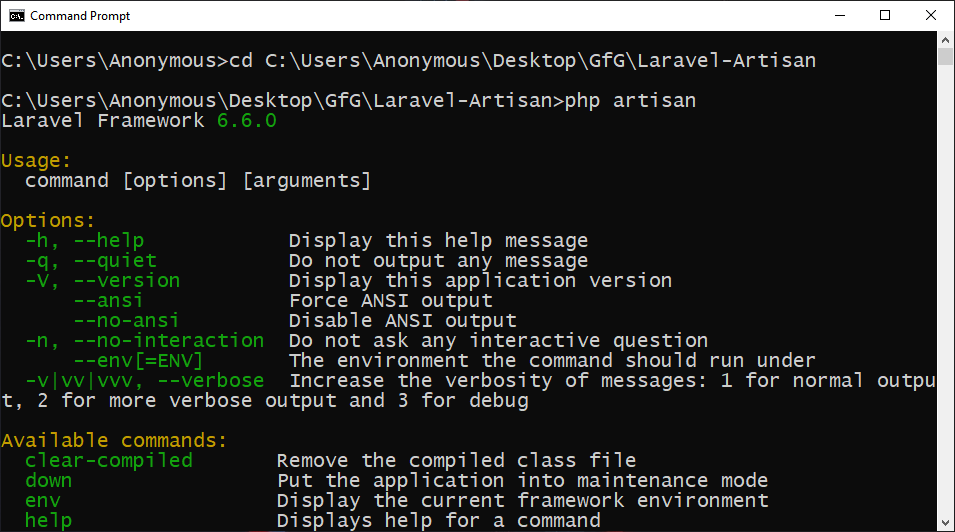 Command Prompt
C:\Users\Anonymous>cd C:\Users\Anonymous\Desktop\GfG\Laravel-Artisan
C:\Users\Anonymous\Desktop\GfG\Laravel-Artisan>php artisan
Laravel Framework 6.6.0
Usage:
  command [options] [arguments]
Options:
  -h, --help            Display this help message
  -q, --quiet           Do not output any message
  -V, --version         Display this application version
      --ansi            Force ANSI output
      --no-ansi         Disable ANSI output
  -n, --no-interaction  Do not ask any interactive question
      --env[=ENV]       The environment the command should run under
  -v|vv|vvv, --verbose  Increase the verbosity of messages: 1 for normal outpu
t, 2 for more verbose output and 3 for debug
Available commands:
  clear-compiled       Remove the compiled class file
  down                 Put the application into maintenance mode
  env                  Display the current framework environment
  help                 Displays help for a command